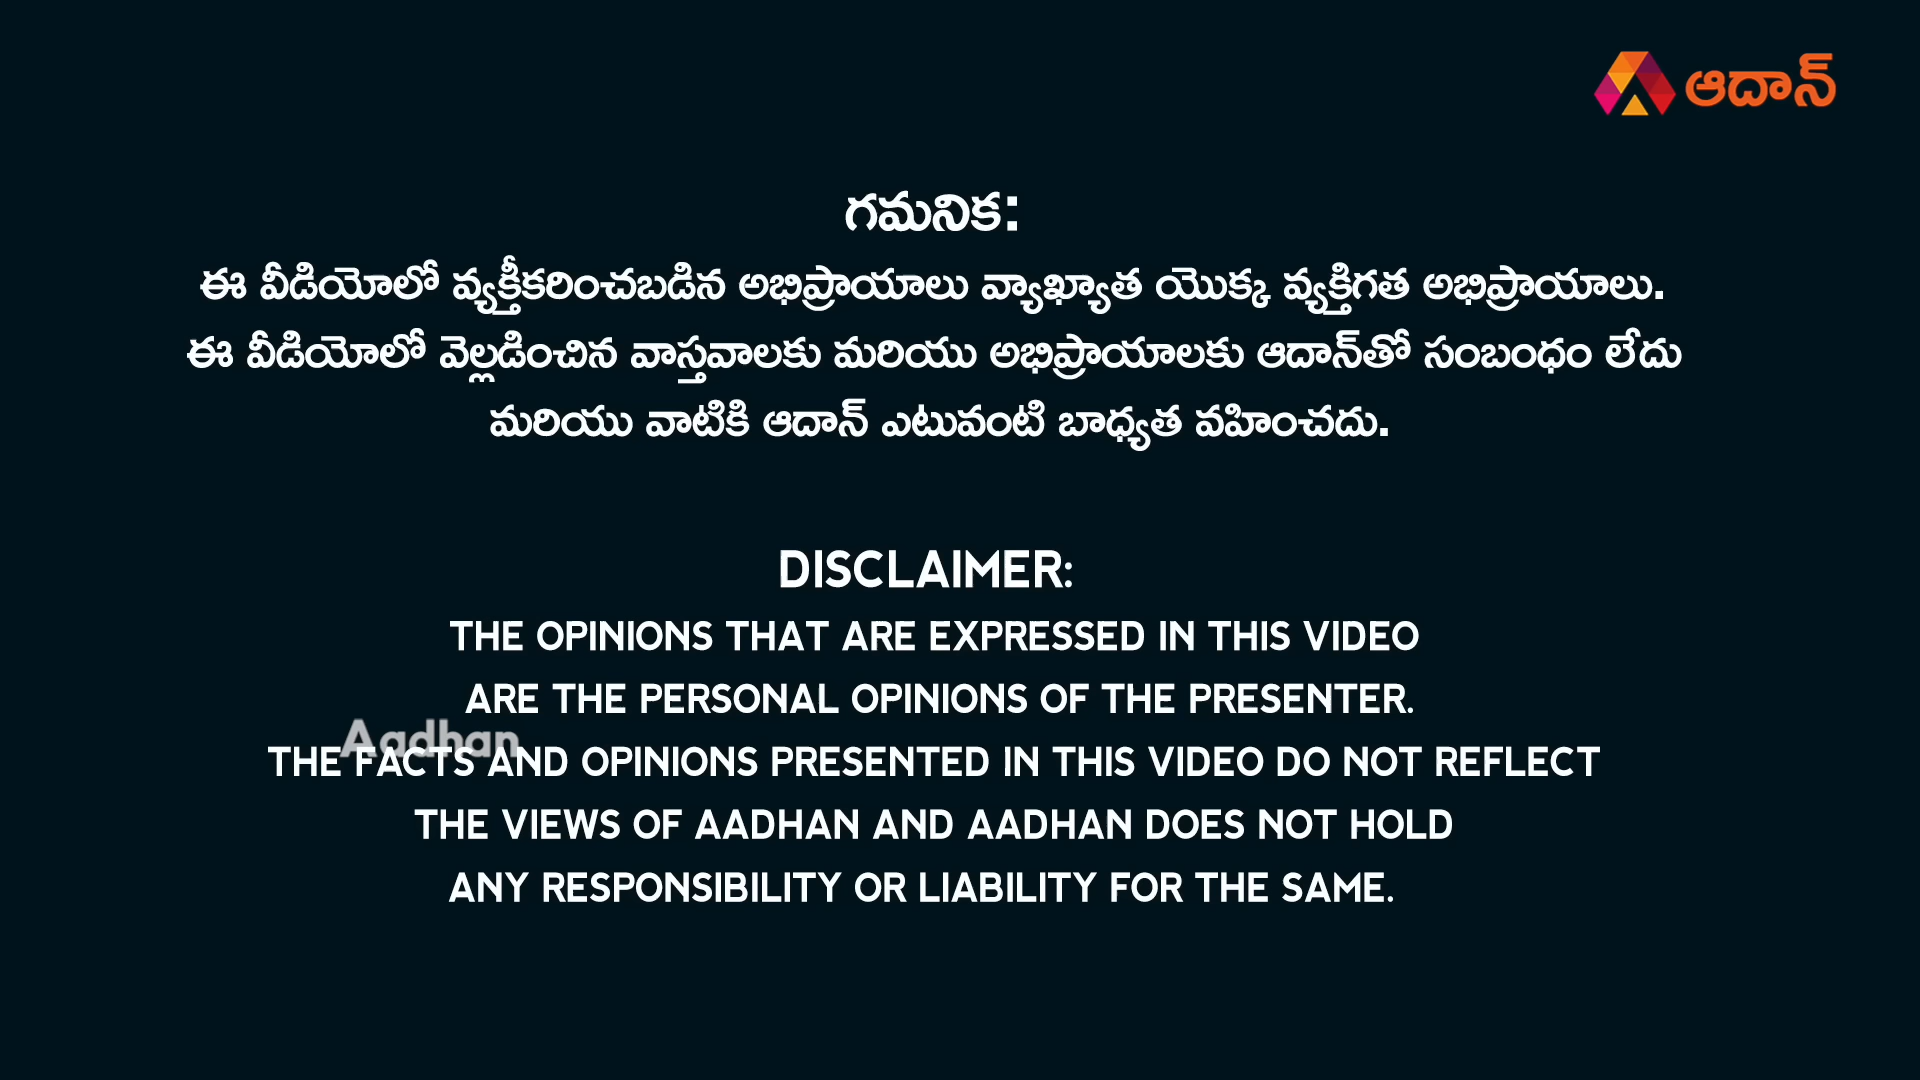 ఆదాన్
గమనిక:
ఈ వీడియోలో వ్యక్తీకరించబడిన అభిప్రాయాలు వ్యాఖ్యాత యొక్క వ్యక్తిగత అభిప్రాయాలు.
ఈ వీడియోలో వెల్లడించిన వాస్తవాలకు మరియు అభిప్రాయాలకు ఆదాన్‌తో సంబంధం లేదు
మరియు వాటికి ఆదాన్ ఎటువంటి బాధ్యత వహించదు.
DISCLAIMER:
THE OPINIONS THAT ARE EXPRESSED IN THIS VIDEO
ARE THE PERSONAL OPINIONS OF THE PRESENTER.
Aadhan
THE FACTS AND OPINIONS PRESENTED IN THIS VIDEO DO NOT REFLECT
THE VIEWS OF AADHAN AND AADHAN DOES NOT HOLD
ANY RESPONSIBILITY OR LIABILITY FOR THE SAME.